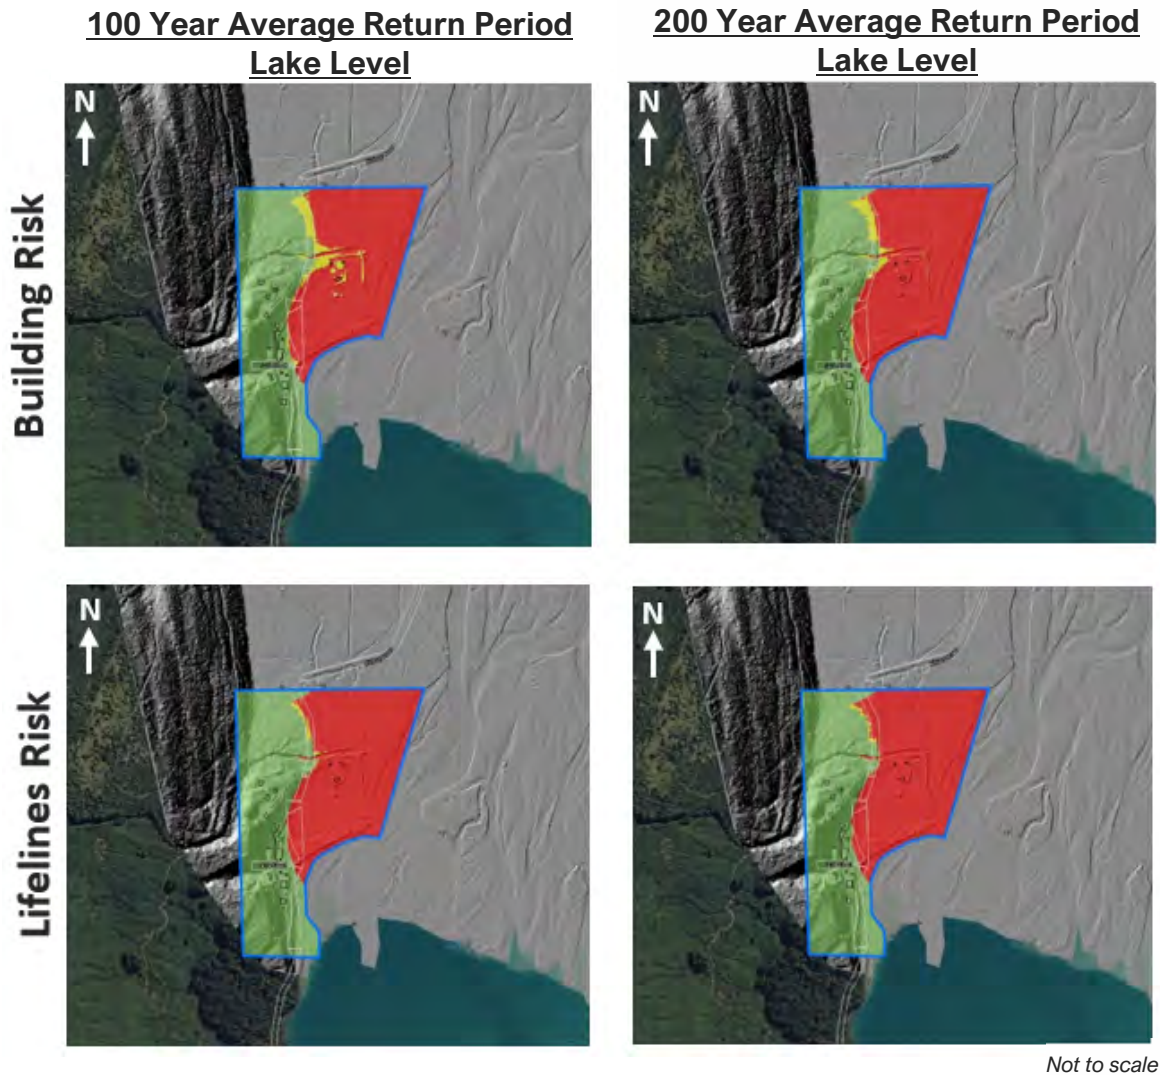 100 Year Average Return Period
Lake Level
200 Year Average Return Period
Lake Level
Building Risk
N
N
Lifelines Risk
N
N
Not to scale